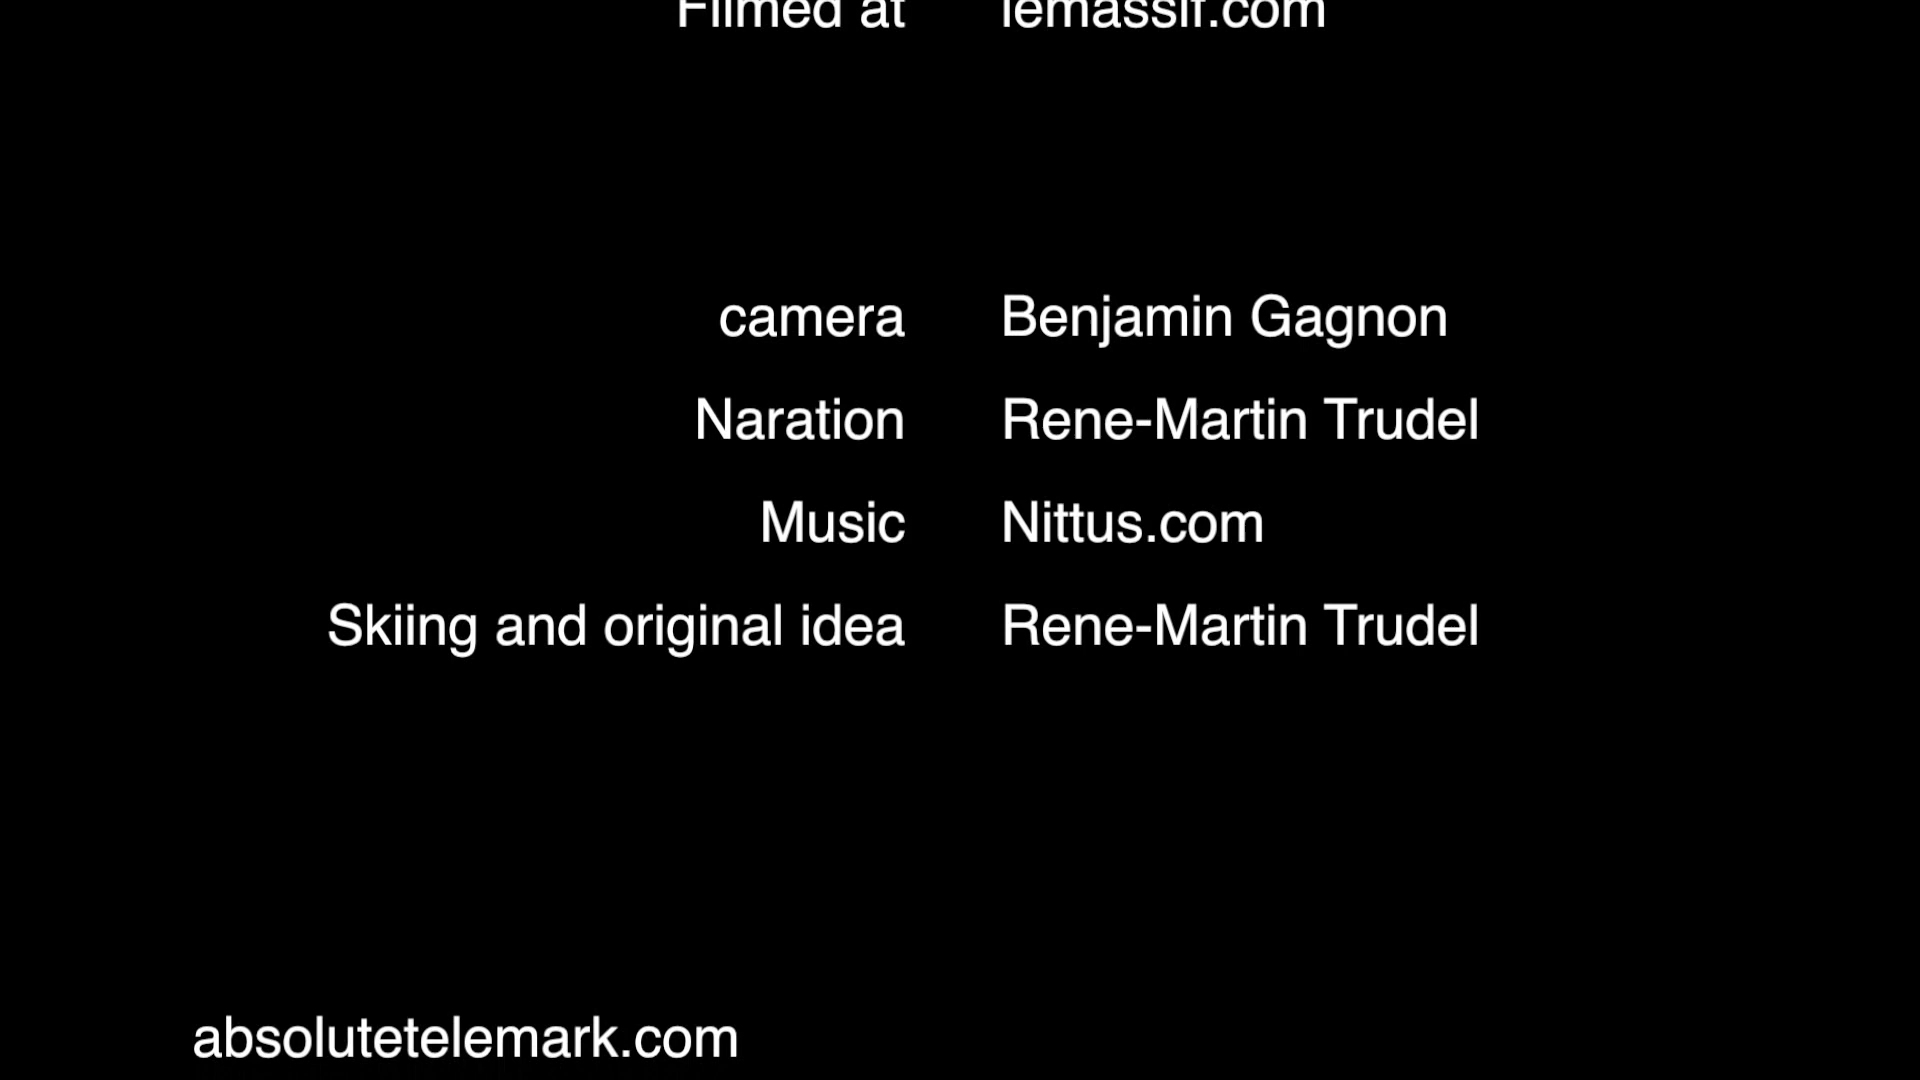 Filmed at lemassif.com
camera Benjamin Gagnon
Naration Rene-Martin Trudel
Music Nittus.com
Skiing and original idea Rene-Martin Trudel
absolutetelemark.com